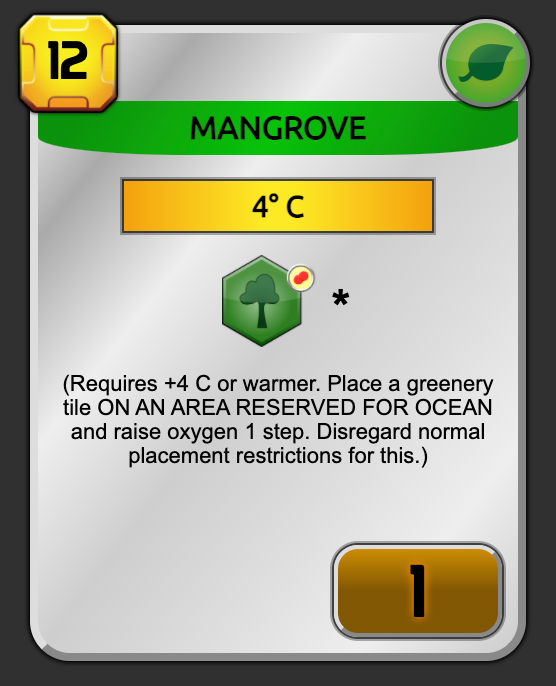 12
MANGROVE
4° C
*
(Requires +4 C or warmer. Place a greenery
tile ON AN AREA RESERVED FOR OCEAN
and raise oxygen 1 step. Disregard normal
placement restrictions for this.)
1